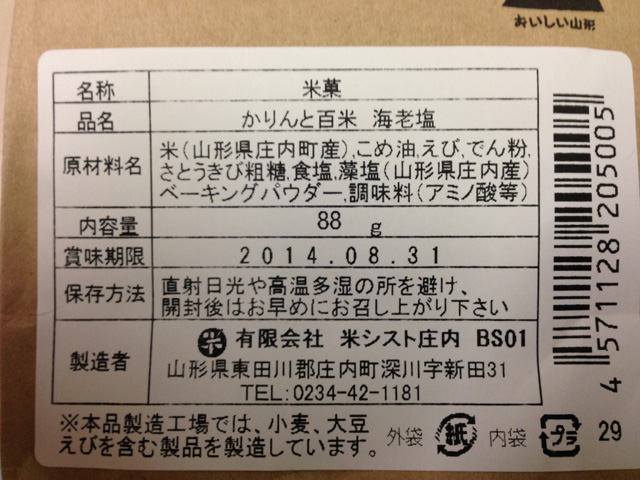 おいしい山形
名称 米菓
品名 かりんと百米 海老塩
原材料名 米(山形県庄内町産),こめ油,えび,でん粉,
さとうきび粗糖,食塩,藻塩(山形県庄内産)
ベーキングパウダー,調味料(アミノ酸等)
内容量 88 g
賞味期限 2014.08.31
保存方法 直射日光や高温多湿の所を避け、
開封後はお早めにお召し上がり下さい
製造者 米 有限会社 米シスト庄内 BS01
山形県東田川郡庄内町深川字新田31
TEL:0234-42-1181
※本品製造工場では、小麦、大豆
えびを含む製品を製造しています。
外袋 紙 内袋 プラ 29
4 571128 205005